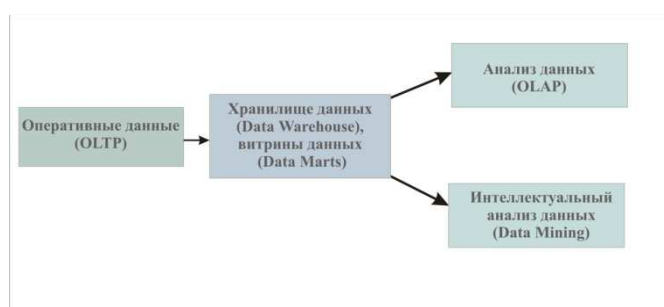 Оперативные данные
(OLTP)
Хранилище данных
(Data Warehouse),
витрины данных
(Data Marts)
Анализ данных
(OLAP)
Интеллектуальный
анализ данных
(Data Mining)